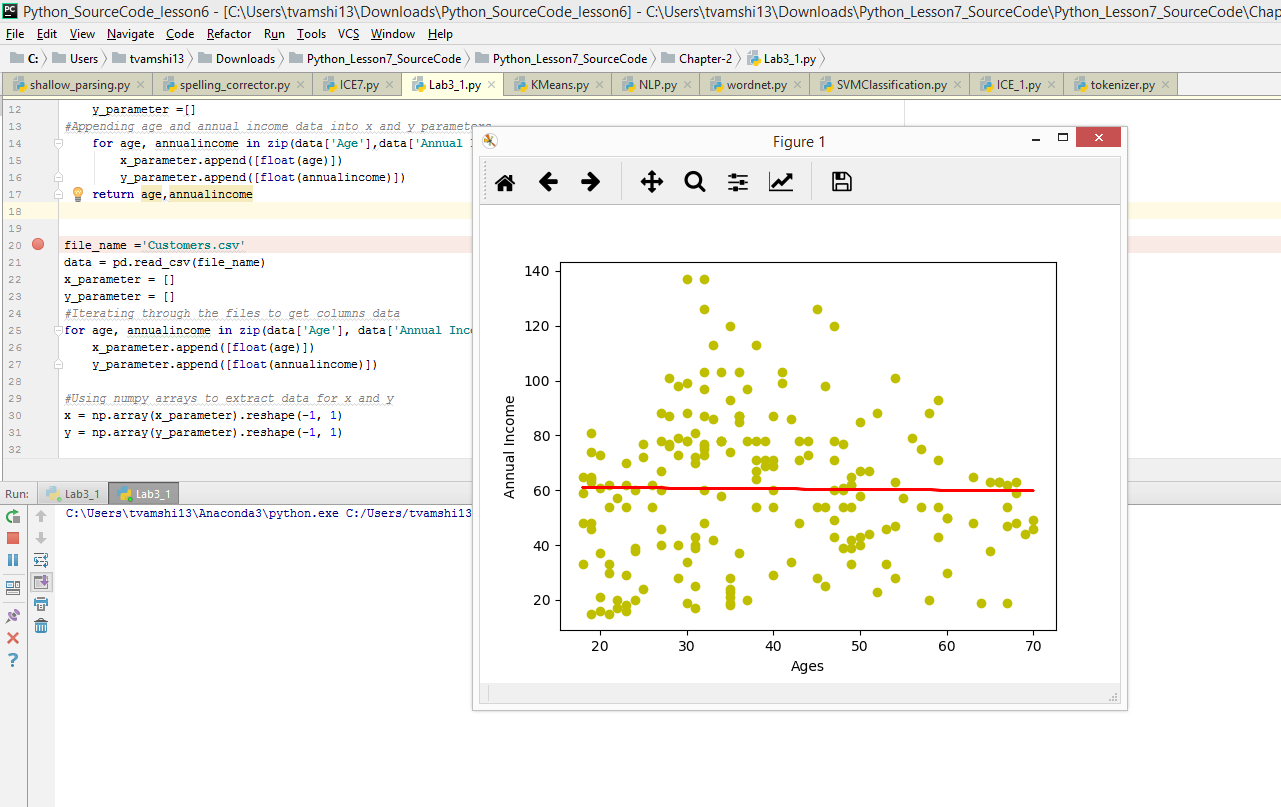 Python_SourceCode_lesson6 - [C:\Users\tvamshi13\Downloads\Python_SourceCode_lesson6] - C:\Users\tvamshi13\Downloads\Python_Lesson7_SourceCode\Python_Lesson7_SourceCode\Chap
File Edit View Navigate Code Refactor Run Tools VCS Window Help
C: Users tvamshi13 Downloads Python_Lesson7_SourceCode Python_Lesson7_SourceCode Chapter-2 Lab3_1.py
shallow_parsing.py spelling_corrector.py ICE7.py Lab3_1.py KMeans.py NLP.py wordnet.py SVMClassification.py ICE_1.py tokenizer.py
12 y_parameter =[]
13 #Appending age and annual income data into x and y parameters
14 for age, annualincome in zip(data['Age'],data['Annual I
15 x_parameter.append([float(age)])
16 y_parameter.append([float(annualincome)])
17 return age,annualincome
18
19
20 file_name ='Customers.csv'
21 data = pd.read_csv(file_name)
22 x_parameter = []
23 y_parameter = []
24 #Iterating through the files to get columns data
25 for age, annualincome in zip(data['Age'], data['Annual Inco
26 x_parameter.append([float(age)])
27 y_parameter.append([float(annualincome)])
28
29 #Using numpy arrays to extract data for x and y
30 x = np.array(x_parameter).reshape(-1, 1)
31 y = np.array(y_parameter).reshape(-1, 1)
32
Run: Lab3_1 Lab3_1
C:\Users\tvamshi13\Anaconda3\python.exe C:/Users/tvamshi13
Figure 1
140
120
100
80
60
40
20
Annual Income
20 30 40 50 60 70
Ages